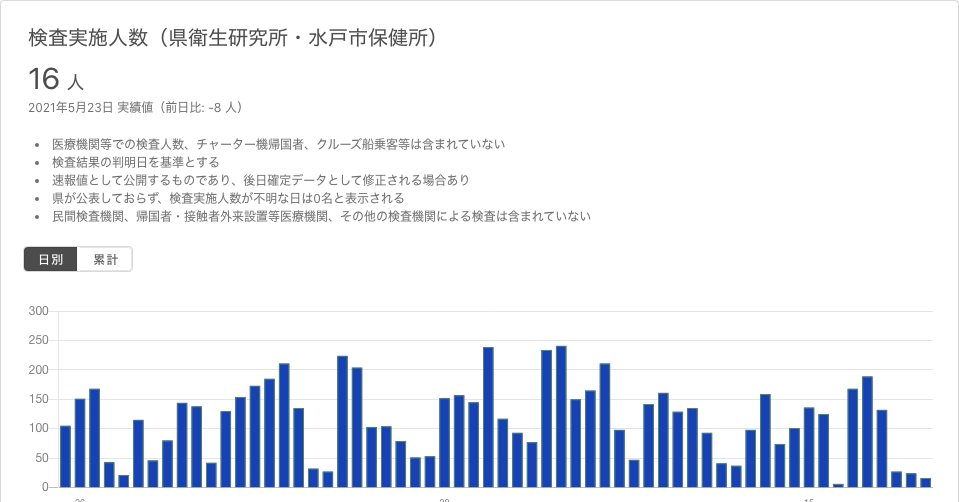 検査実施人数（県衛生研究所・水戸市保健所）
16 人
2021年5月23日 実績値（前日比: -8 人）
• 医療機関等での検査人数、チャーター機帰国者、クルーズ船乗客等は含まれていない
• 検査結果の判明日を基準とする
• 速報値として公開するものであり、後日確定データとして修正される場合あり
• 県が公表しておらず、検査実施人数が不明な日は0名と表示される
• 民間検査機関、帰国者・接触者外来設置等医療機関、その他の検査機関による検査は含まれていない
日別 累計
300
250
200
150
100
50
0